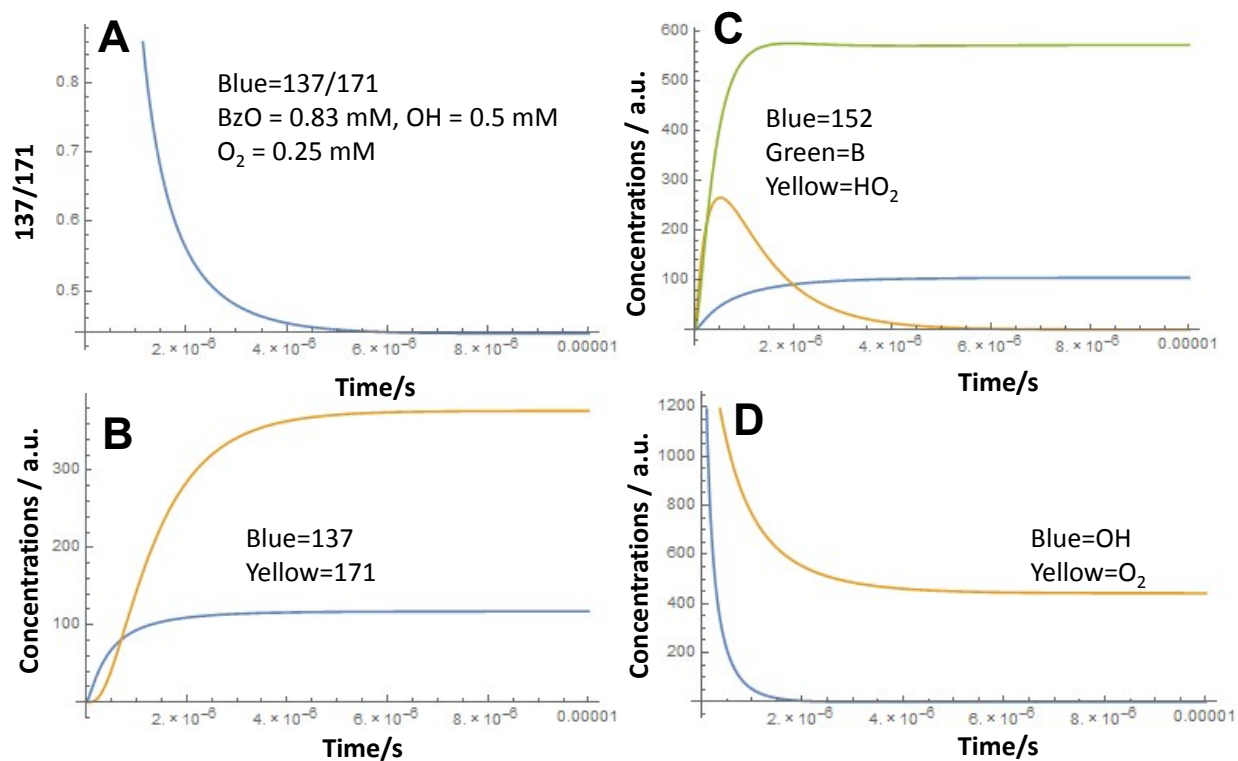 A
Blue=137/171
BzO = 0.83 mM, OH = 0.5 mM
O₂ = 0.25 mM
137/171
0.8
0.7
0.6
0.5
2. × 10⁻⁶
4. × 10⁻⁶
6. × 10⁻⁶
8. × 10⁻⁶
0.00001
Time/s
B
Blue=137
Yellow=171
Concentrations / a.u.
300
200
100
2. × 10⁻⁶
4. × 10⁻⁶
6. × 10⁻⁶
8. × 10⁻⁶
0.00001
Time/s
C
Blue=152
Green=B
Yellow=HO₂
Concentrations / a.u.
600
500
400
300
200
100
2. × 10⁻⁶
4. × 10⁻⁶
6. × 10⁻⁶
8. × 10⁻⁶
0.00001
Time/s
D
Blue=OH
Yellow=O₂
Concentrations / a.u.
1200
1000
800
600
400
200
2. × 10⁻⁶
4. × 10⁻⁶
6. × 10⁻⁶
8. × 10⁻⁶
0.00001
Time/s